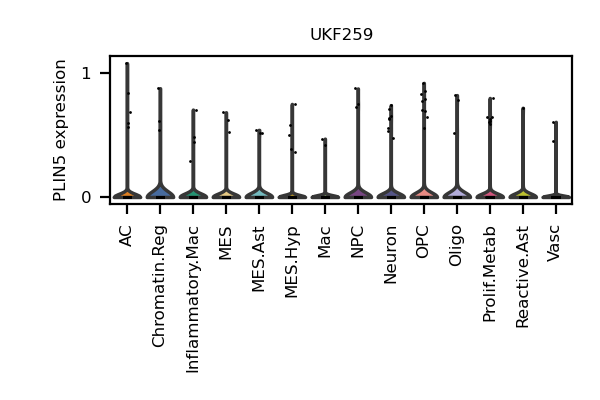 UKF259
PLIN5 expression
1
0
AC
Chromatin.Reg
Inflammatory.Mac
MES
MES.Ast
MES.Hyp
Mac
NPC
Neuron
OPC
Oligo
Prolif.Metab
Reactive.Ast
Vasc